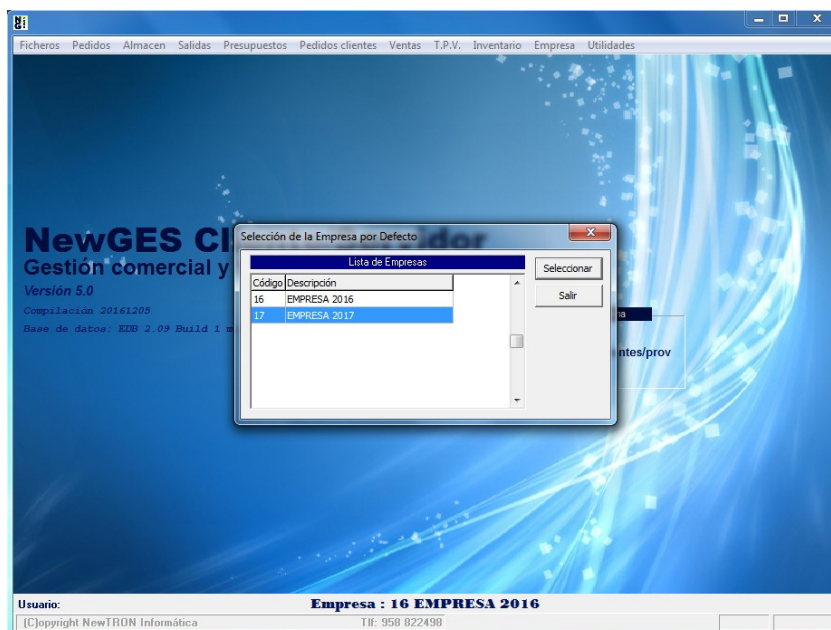 Ficheros Pedidos Almacen Salidas Presupuestos Pedidos clientes Ventas T.P.V. Inventario Empresa Utilidades
NewGES Cl dor
Gestión comercial y
Versión 5.0
Compilación 20161205
Base de datos: EDB 2.09 Build 1 m
Selección de la Empresa por Defecto
Lista de Empresas
Código Descripción
16 EMPRESA 2016
17 EMPRESA 2017
Seleccionar
Salir
na
ntes/prov
Usuario: Empresa : 16 EMPRESA 2016
(C)opyright NewTRON Informática Tlf: 958 822498